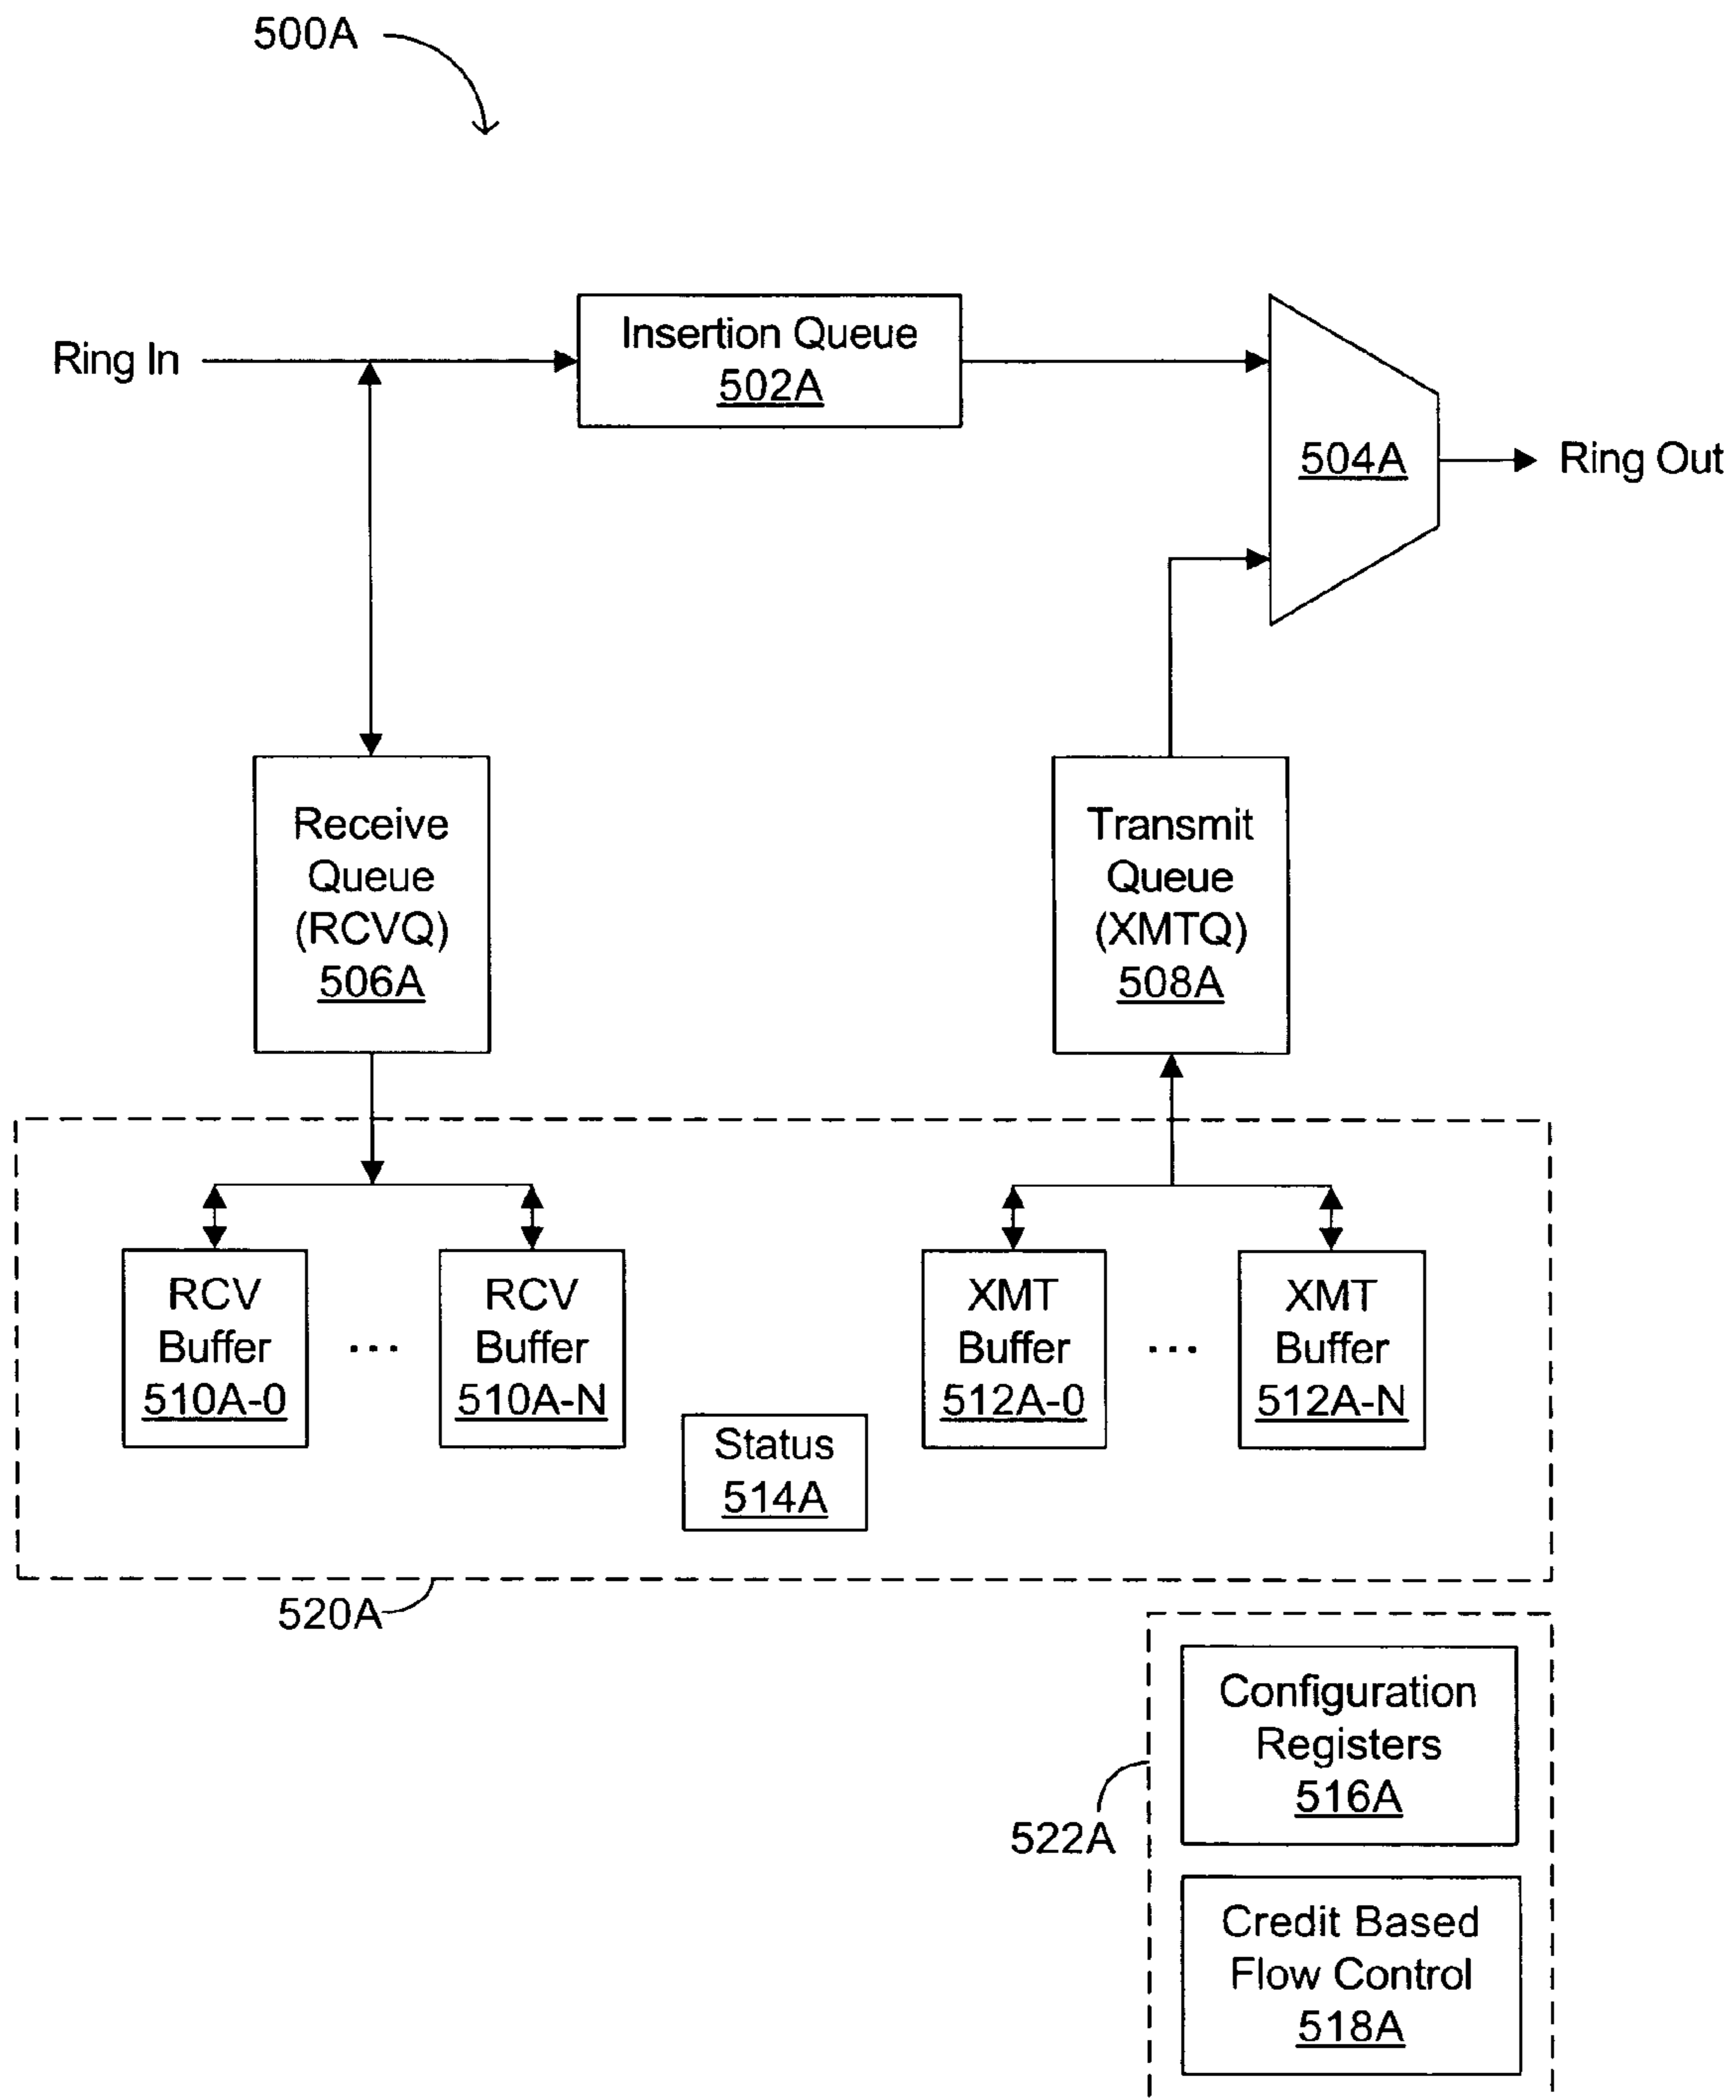 500A
Ring In
Insertion Queue
502A
504A
Ring Out
Receive
Queue
(RCVQ)
506A
Transmit
Queue
(XMTQ)
508A
RCV
Buffer
510A-0
...
RCV
Buffer
510A-N
Status
514A
XMT
Buffer
512A-0
...
XMT
Buffer
512A-N
520A
Configuration
Registers
516A
522A
Credit Based
Flow Control
518A